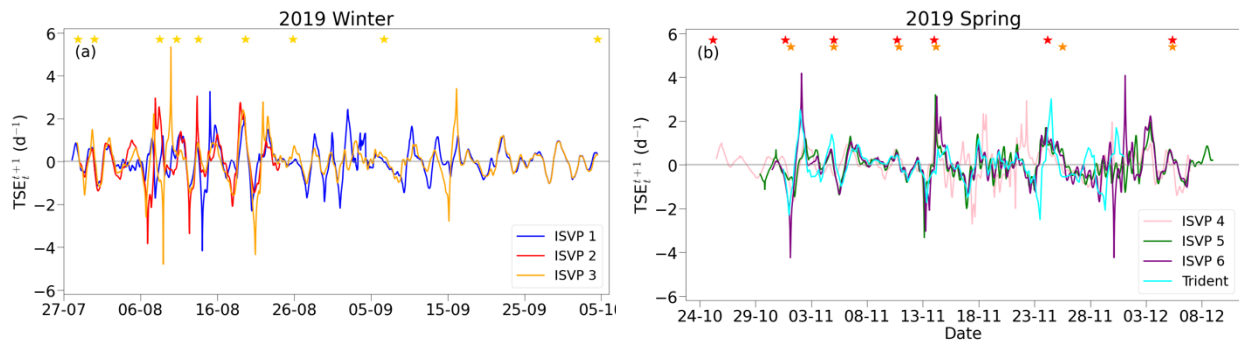 2019 Winter
(a)
6
4
2
0
−2
−4
−6
TSE_t^{t+1} (d⁻¹)
ISVP 1
ISVP 2
ISVP 3
27-07 06-08 16-08 26-08 05-09 15-09 25-09 05-10
2019 Spring
(b)
6
4
2
0
−2
−4
−6
TSE_t^{t+1} (d⁻¹)
ISVP 4
ISVP 5
ISVP 6
Trident
24-10 29-10 03-11 08-11 13-11 18-11 23-11 28-11 03-12 08-12
Date